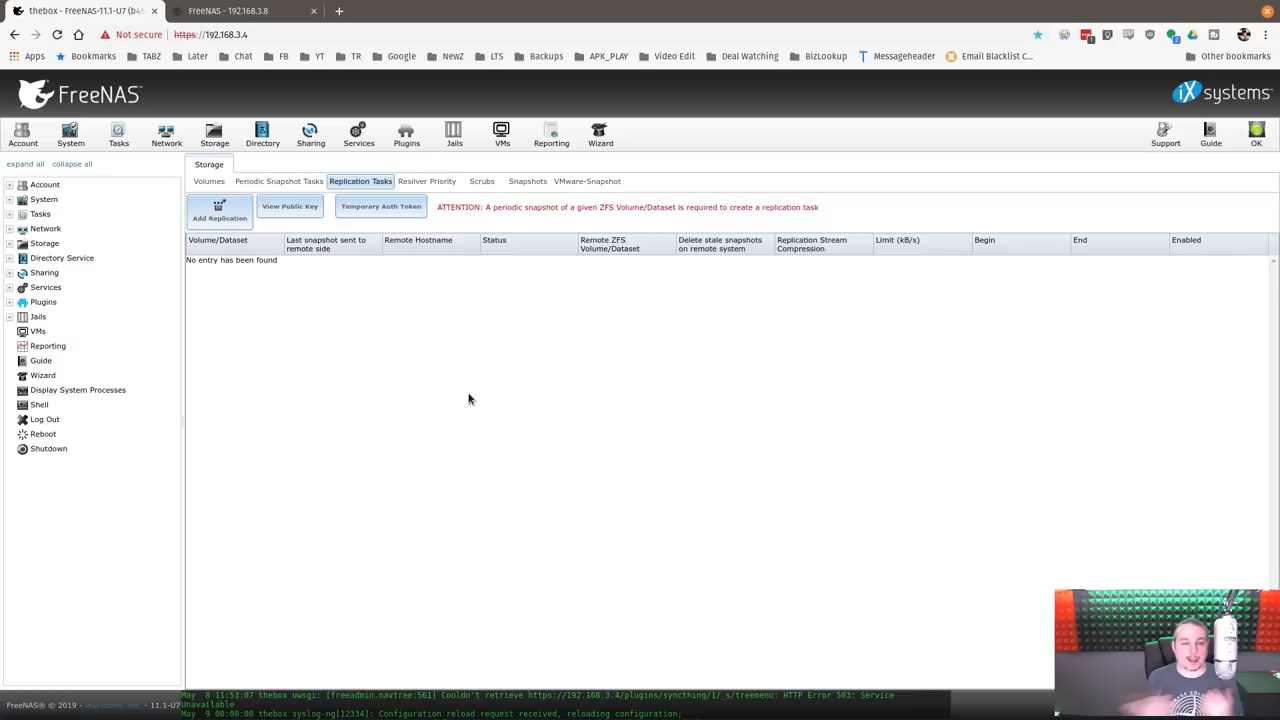 thebox - FreeNAS-11.1-U7 (b45
FreeNAS - 192.168.3.8
Not secure
https://192.168.3.4
Apps
Bookmarks
TABZ
Later
Chat
FB
YT
TR
Google
NewZ
LTS
Backups
APK_PLAY
Video Edit
Deal Watching
BizLookup
Messageheader
Email Blacklist C...
Other bookmarks
FreeNAS
iXsystems
Account
System
Tasks
Network
Storage
Directory
Sharing
Services
Plugins
Jails
VMs
Reporting
Wizard
Support
Guide
OK
expand all
collapse all
Account
System
Tasks
Network
Storage
Directory Service
Sharing
Services
Plugins
Jails
VMs
Reporting
Guide
Wizard
Display System Processes
Shell
Log Out
Reboot
Shutdown
Storage
Volumes
Periodic Snapshot Tasks
Replication Tasks
Resilver Priority
Scrubs
Snapshots
VMware-Snapshot
Add Replication
View Public Key
Temporary Auth Token
ATTENTION: A periodic snapshot of a given ZFS Volume/Dataset is required to create a replication task
Volume/Dataset
Last snapshot sent to
remote side
Remote Hostname
Status
Remote ZFS
Volume/Dataset
Delete stale snapshots
on remote system
Replication Stream
Compression
Limit (kB/s)
Begin
End
Enabled
No entry has been found
FreeNAS® © 2019 - iXsystems, Inc. - 11.1-U7
May 8 11:53:07 thebox uwsgi: [freeadmin.navtree:561] Couldn't retrieve https://192.168.3.4/plugins/syncthing/1/_s/treemenu: HTTP Error 503: Service
Unavailable
May 9 00:00:00 thebox syslog-ng[12334]: Configuration reload request received, reloading configuration;